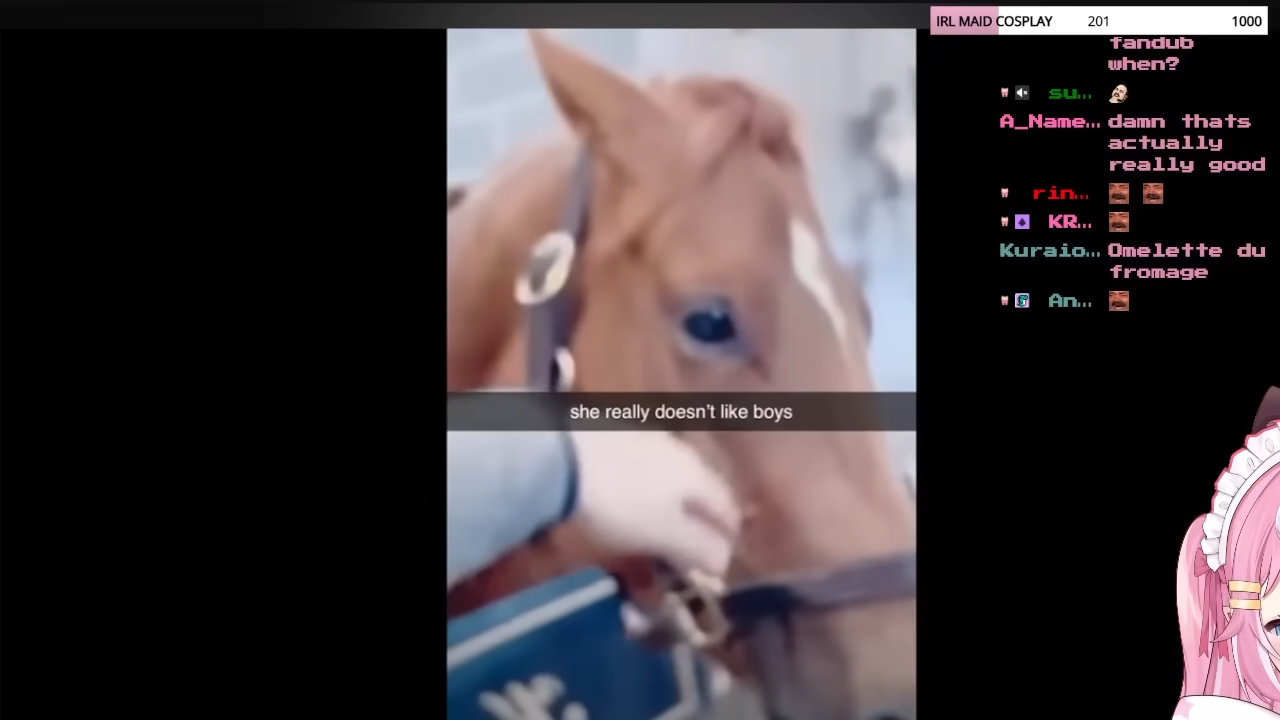 IRL MAID COSPLAY 201 1000
fandub
when?
su...
A_Name... damn thats
actually
really good
rin...
KR...
Kuraio... Omelette du
fromage
An...
she really doesn't like boys